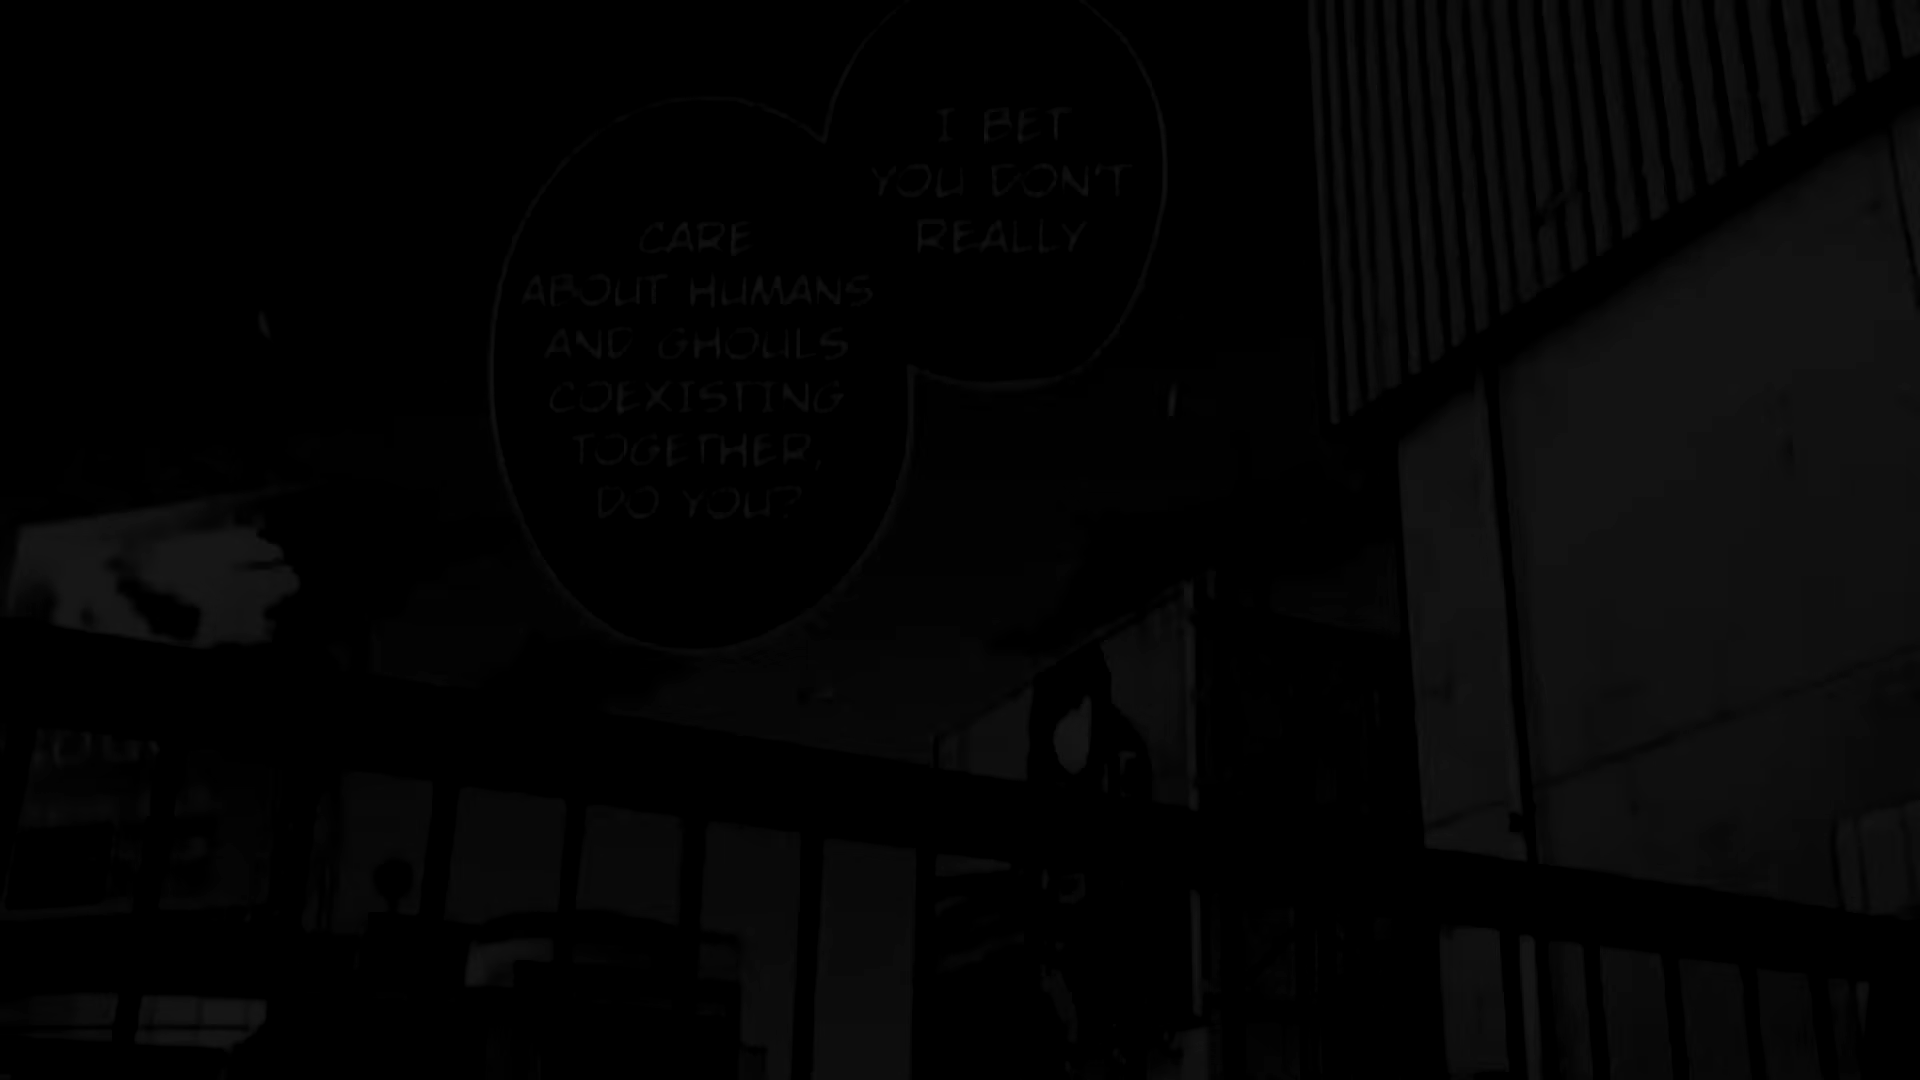 I BET
YOU DON'T
REALLY
CARE
ABOUT HUMANS
AND GHOULS
COEXISTING
TOGETHER,
DO YOU?